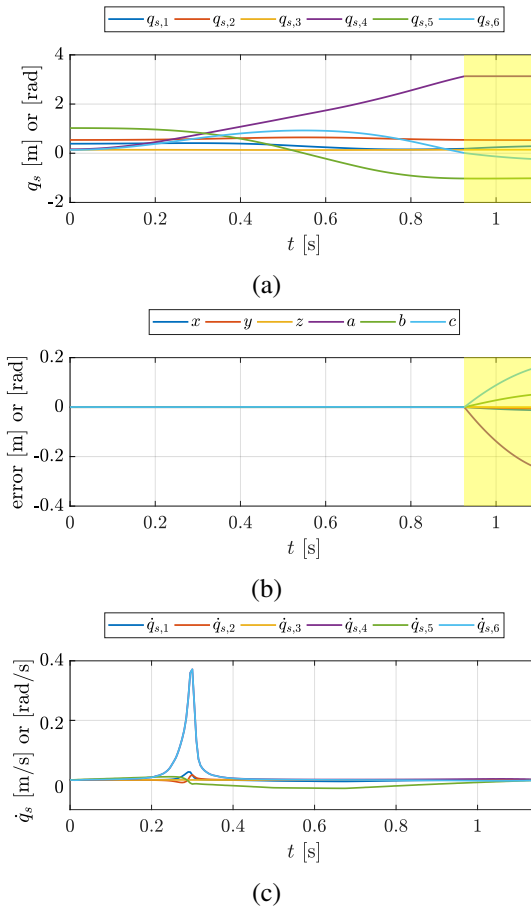 q_{s,1} q_{s,2} q_{s,3} q_{s,4} q_{s,5} q_{s,6}
4
2
0
-2
q_s [m] or [rad]
0 0.2 0.4 0.6 0.8 1
t [s]
(a)
x y z a b c
0.2
0
-0.2
-0.4
error [m] or [rad]
0 0.2 0.4 0.6 0.8 1
t [s]
(b)
q̇_{s,1} q̇_{s,2} q̇_{s,3} q̇_{s,4} q̇_{s,5} q̇_{s,6}
0.4
0.2
0
q̇_s [m/s] or [rad/s]
0 0.2 0.4 0.6 0.8 1
t [s]
(c)